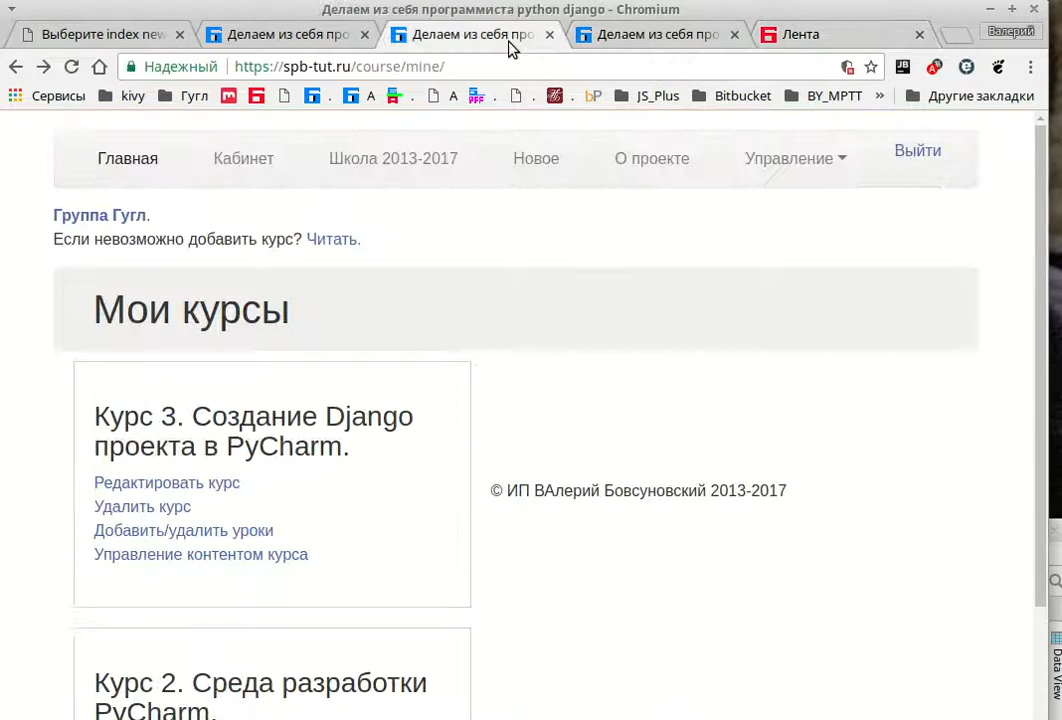 Делаем из себя программиста python django - Chromium
Выберите index new
Делаем из себя про
Делаем из себя про
Делаем из себя про
Лента
Валерий
Надежный
https://spb-tut.ru/course/mine/
Сервисы
kivy
Гугл
.
A
.
A
.
.
.
bP
.
JS_Plus
Bitbucket
BY_MPTT
»
Другие закладки
Главная
Кабинет
Школа 2013-2017
Новое
О проекте
Управление
Выйти
Группа Гугл.
Если невозможно добавить курс? Читать.
Мои курсы
Курс 3. Создание Django
проекта в PyCharm.
Редактировать курс
Удалить курс
Добавить/удалить уроки
Управление контентом курса
© ИП ВАлерий Бовсуновский 2013-2017
Курс 2. Среда разработки
PyCharm.
Data View